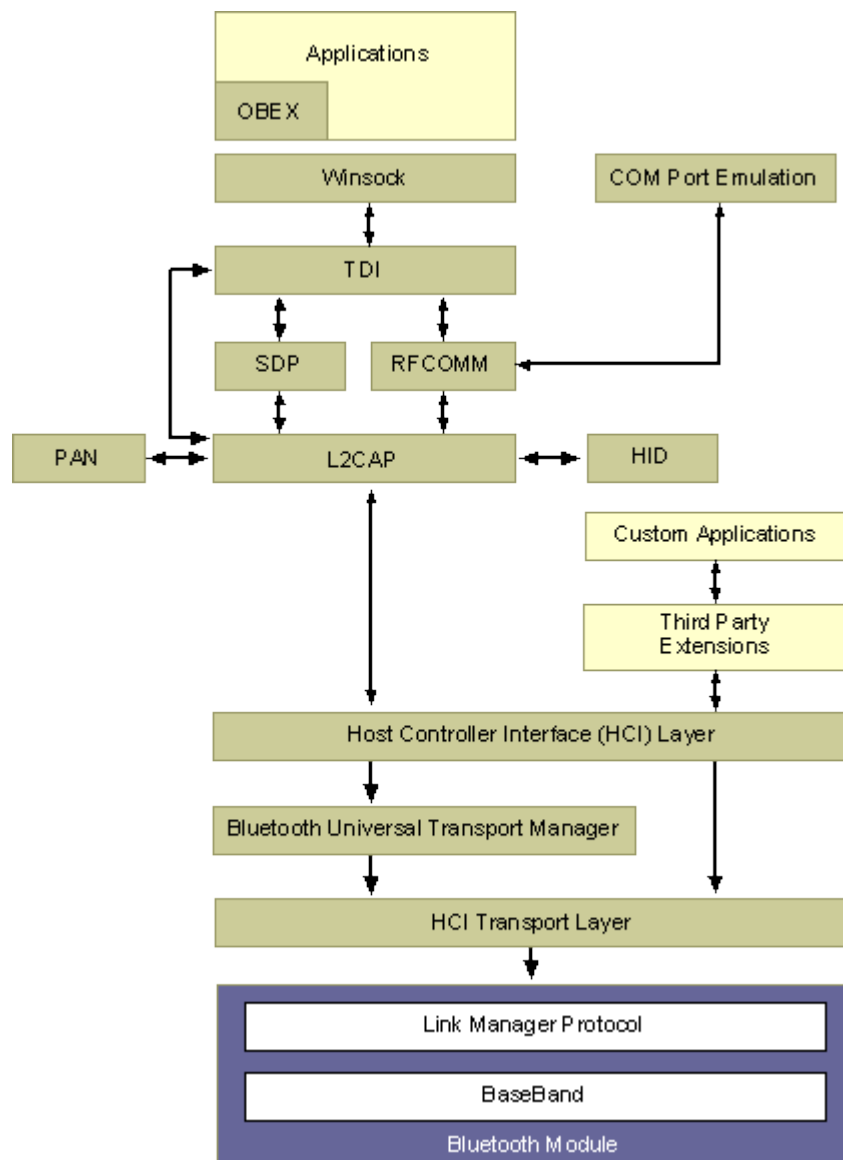 Applications
OBEX
Winsock
COM Port Emulation
TDI
SDP
RFCOMM
PAN
L2CAP
HID
Custom Applications
Third Party
Extensions
Host Controller Interface (HCI) Layer
Bluetooth Universal Transport Manager
HCI Transport Layer
Link Manager Protocol
BaseBand
Bluetooth Module